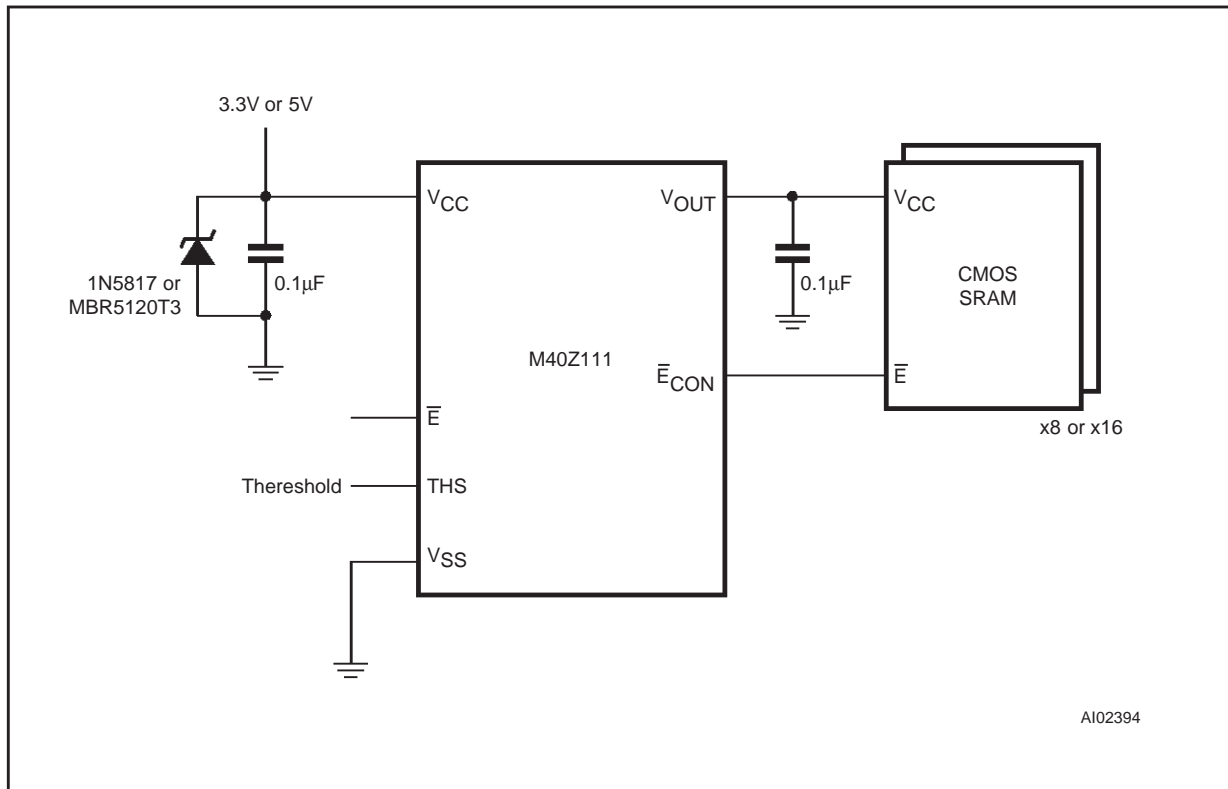 3.3V or 5V
VCC
VOUT
VCC
1N5817 or
MBR5120T3
0.1μF
0.1μF
CMOS
SRAM
M40Z111
E̅CON
E̅
E̅
x8 or x16
Thereshold
THS
VSS
AI02394